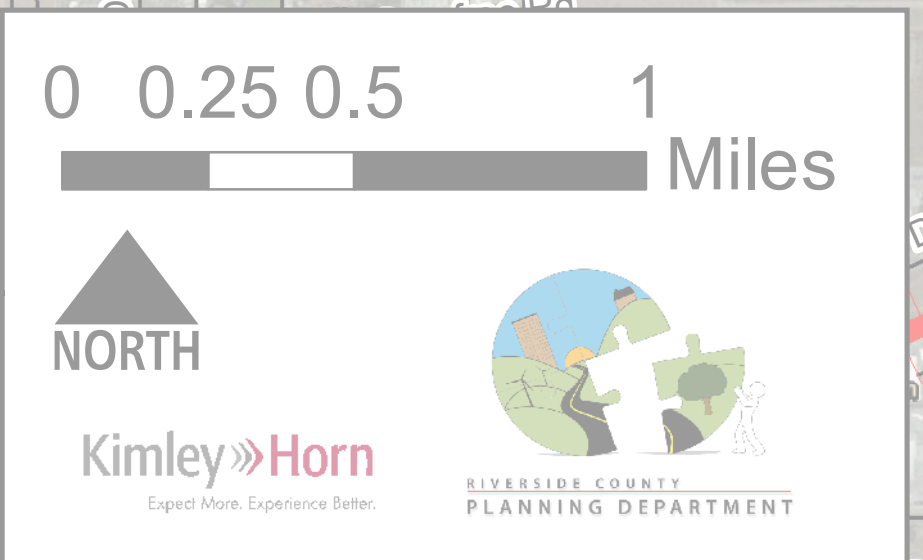 0 0.25 0.5 1
Miles
NORTH
Kimley»Horn
Expect More. Experience Better.
RIVERSIDE COUNTY
PLANNING DEPARTMENT